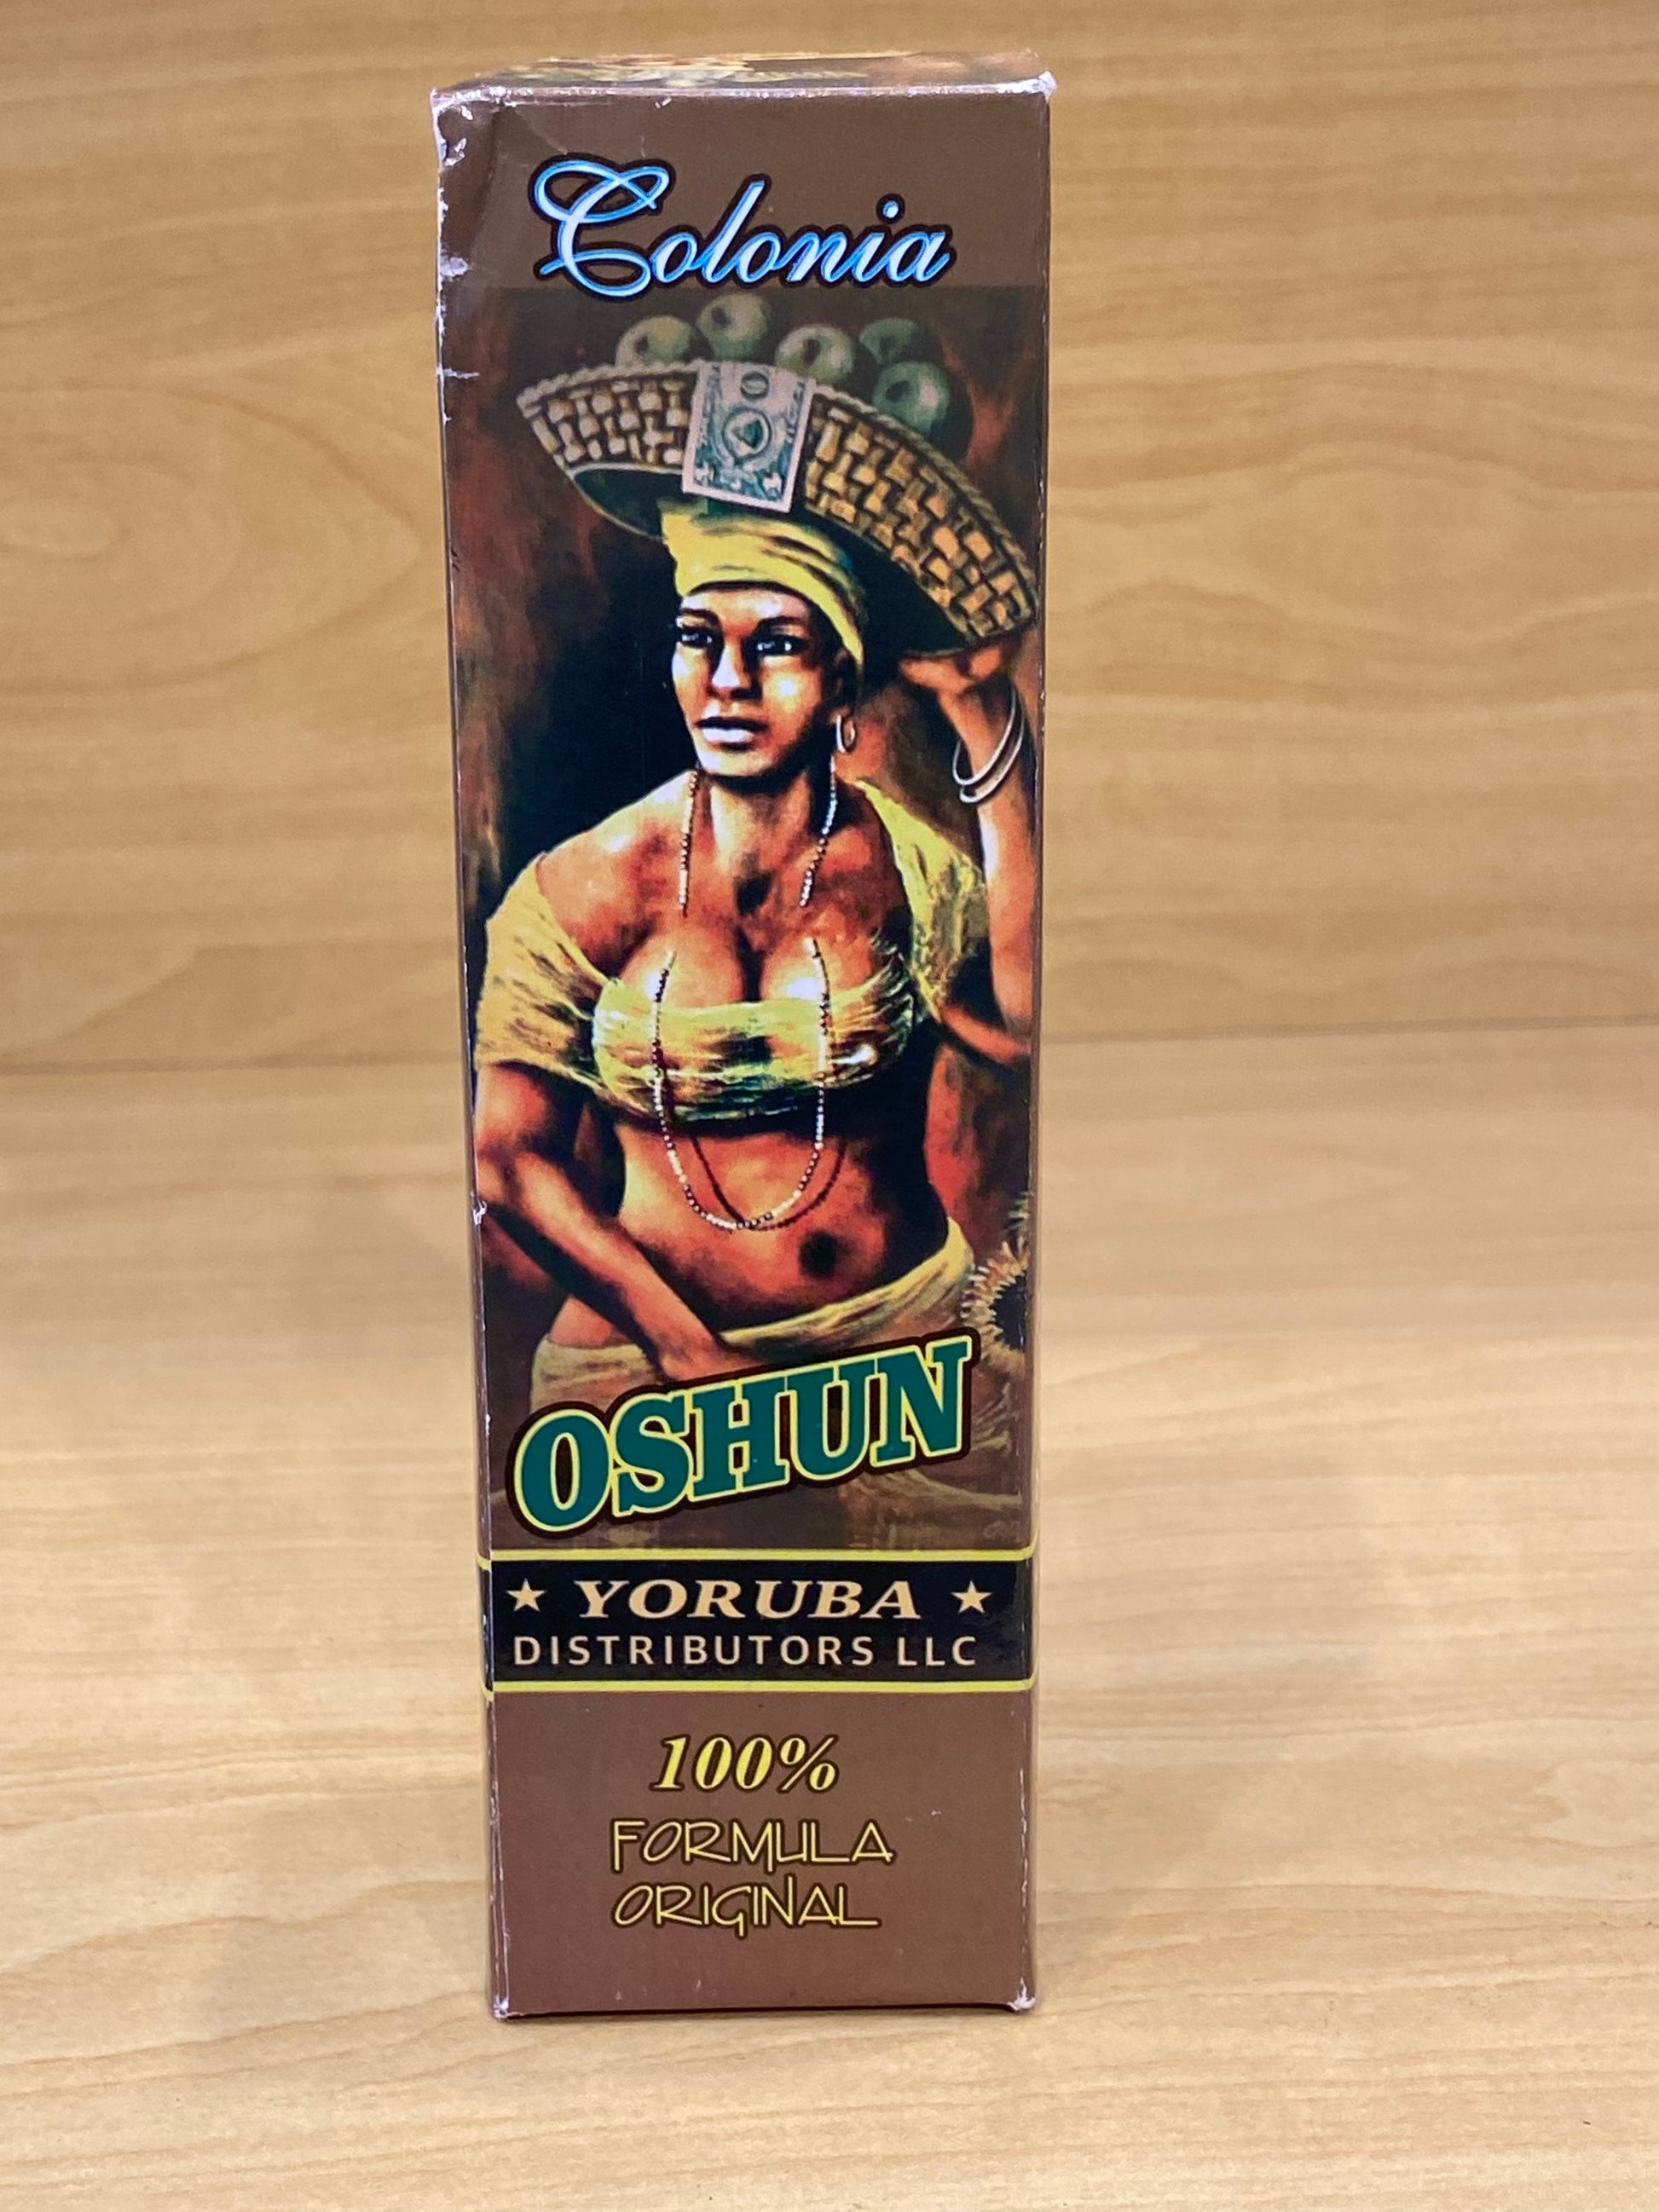 Colonia
OSHUN
★ YORUBA ★
DISTRIBUTORS LLC
100%
FORMULA
ORIGINAL